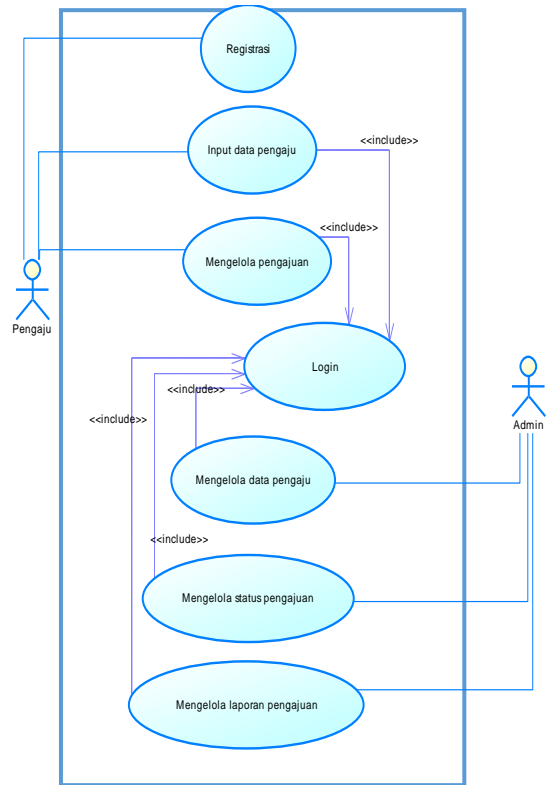 Registrasi
Input data pengaju
<<include>>
<<include>>
Mengelola pengajuan
Pengaju
Login
<<include>>
<<include>>
Admin
Mengelola data pengaju
<<include>>
Mengelola status pengajuan
Mengelola laporan pengajuan